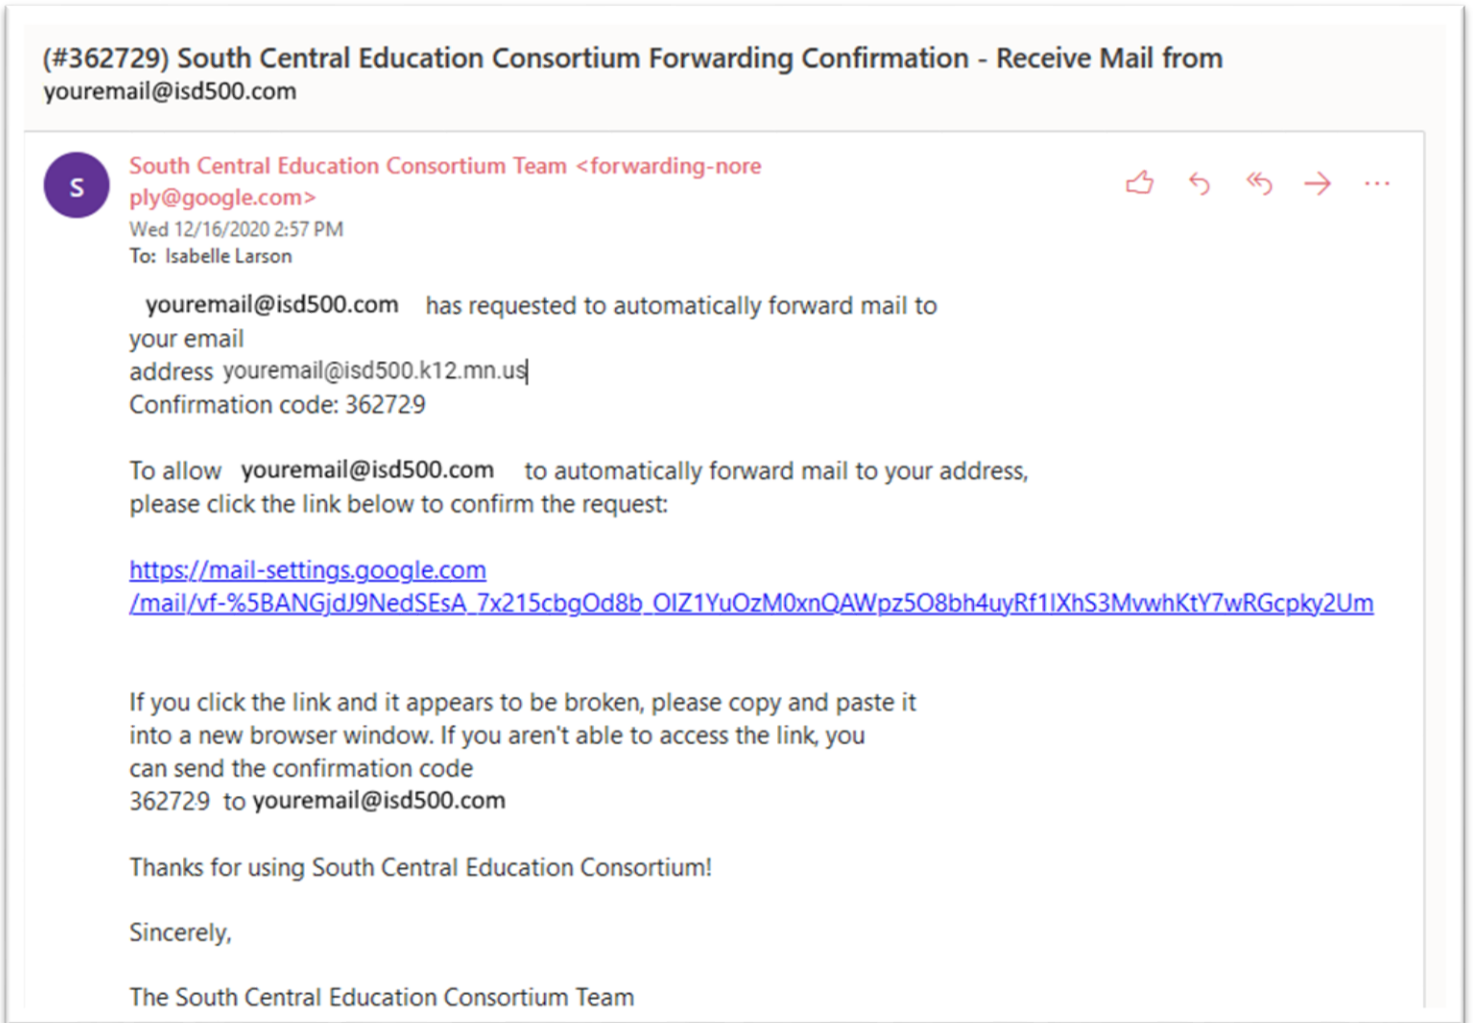 (#362729) South Central Education Consortium Forwarding Confirmation - Receive Mail from
youremail@isd500.com
S
South Central Education Consortium Team <forwarding-nore
ply@google.com>
Wed 12/16/2020 2:57 PM
To: Isabelle Larson
youremail@isd500.com has requested to automatically forward mail to
your email
address youremail@isd500.k12.mn.us
Confirmation code: 362729
To allow youremail@isd500.com to automatically forward mail to your address,
please click the link below to confirm the request:
https://mail-settings.google.com
/mail/vf-%5BANGjdJ9NedSEsA_7x215cbgOd8b_OIZ1YuOzM0xnQAWpz5O8bh4uyRf1IXhS3MvwhKtY7wRGcpky2Um
If you click the link and it appears to be broken, please copy and paste it
into a new browser window. If you aren't able to access the link, you
can send the confirmation code
362729 to youremail@isd500.com
Thanks for using South Central Education Consortium!
Sincerely,
The South Central Education Consortium Team